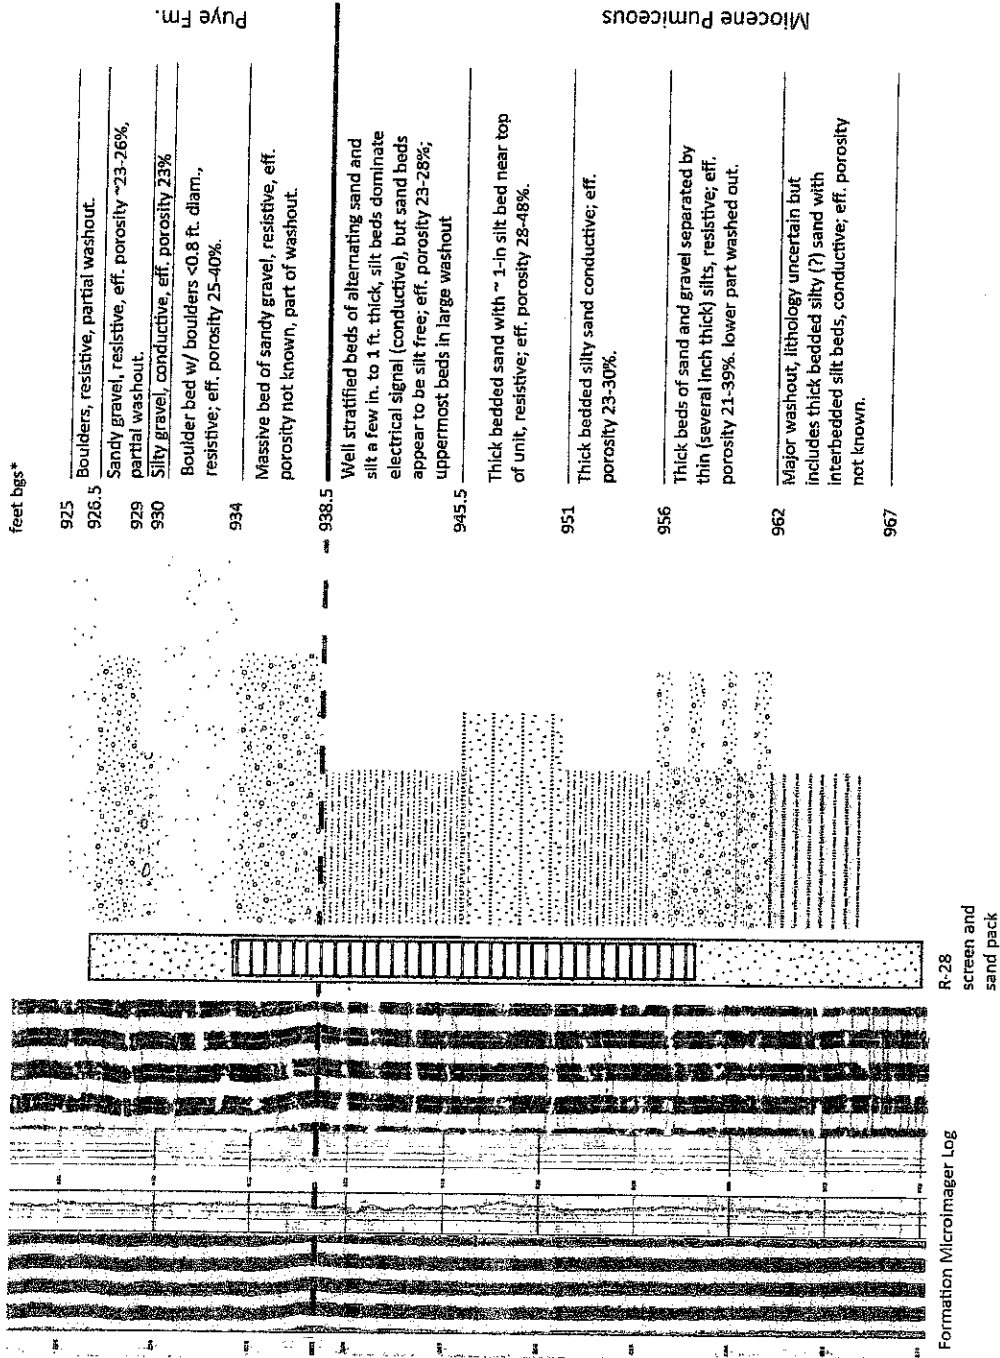 feet bgs*
925
Boulders, resistive, partial washout.
926.5
Sandy gravel, resistive, eff. porosity ~23-26%,
partial washout.
929
Silty gravel, conductive, eff. porosity 23%
930
Boulder bed w/ boulders <0.8 ft. diam.,
resistive; eff. porosity 25-40%.
934
Massive bed of sandy gravel, resistive, eff.
porosity not known, part of washout
938.5
Well stratified beds of alternating sand and
silt a few in. to 1 ft. thick, silt beds dominate
electrical signal (conductive), but sand beds
appear to be silt free; eff. porosity 23-28%;
uppermost beds in large washout
945.5
Thick bedded sand with ~ 1-in silt bed near top
of unit, resistive; eff. porosity 28-48%.
951
Thick bedded silty sand conductive; eff.
porosity 23-30%.
956
Thick beds of sand and gravel separated by
thin (several inch thick) silts, resistive; eff.
porosity 21-39%. lower part washed out.
962
Major washout, lithology uncertain but
includes thick bedded silty (?) sand with
interbedded silt beds, conductive; eff. porosity
not known.
967
Puye Fm.
Miocene Pumiceous
R-28
screen and
sand pack
Formation Microimager Log